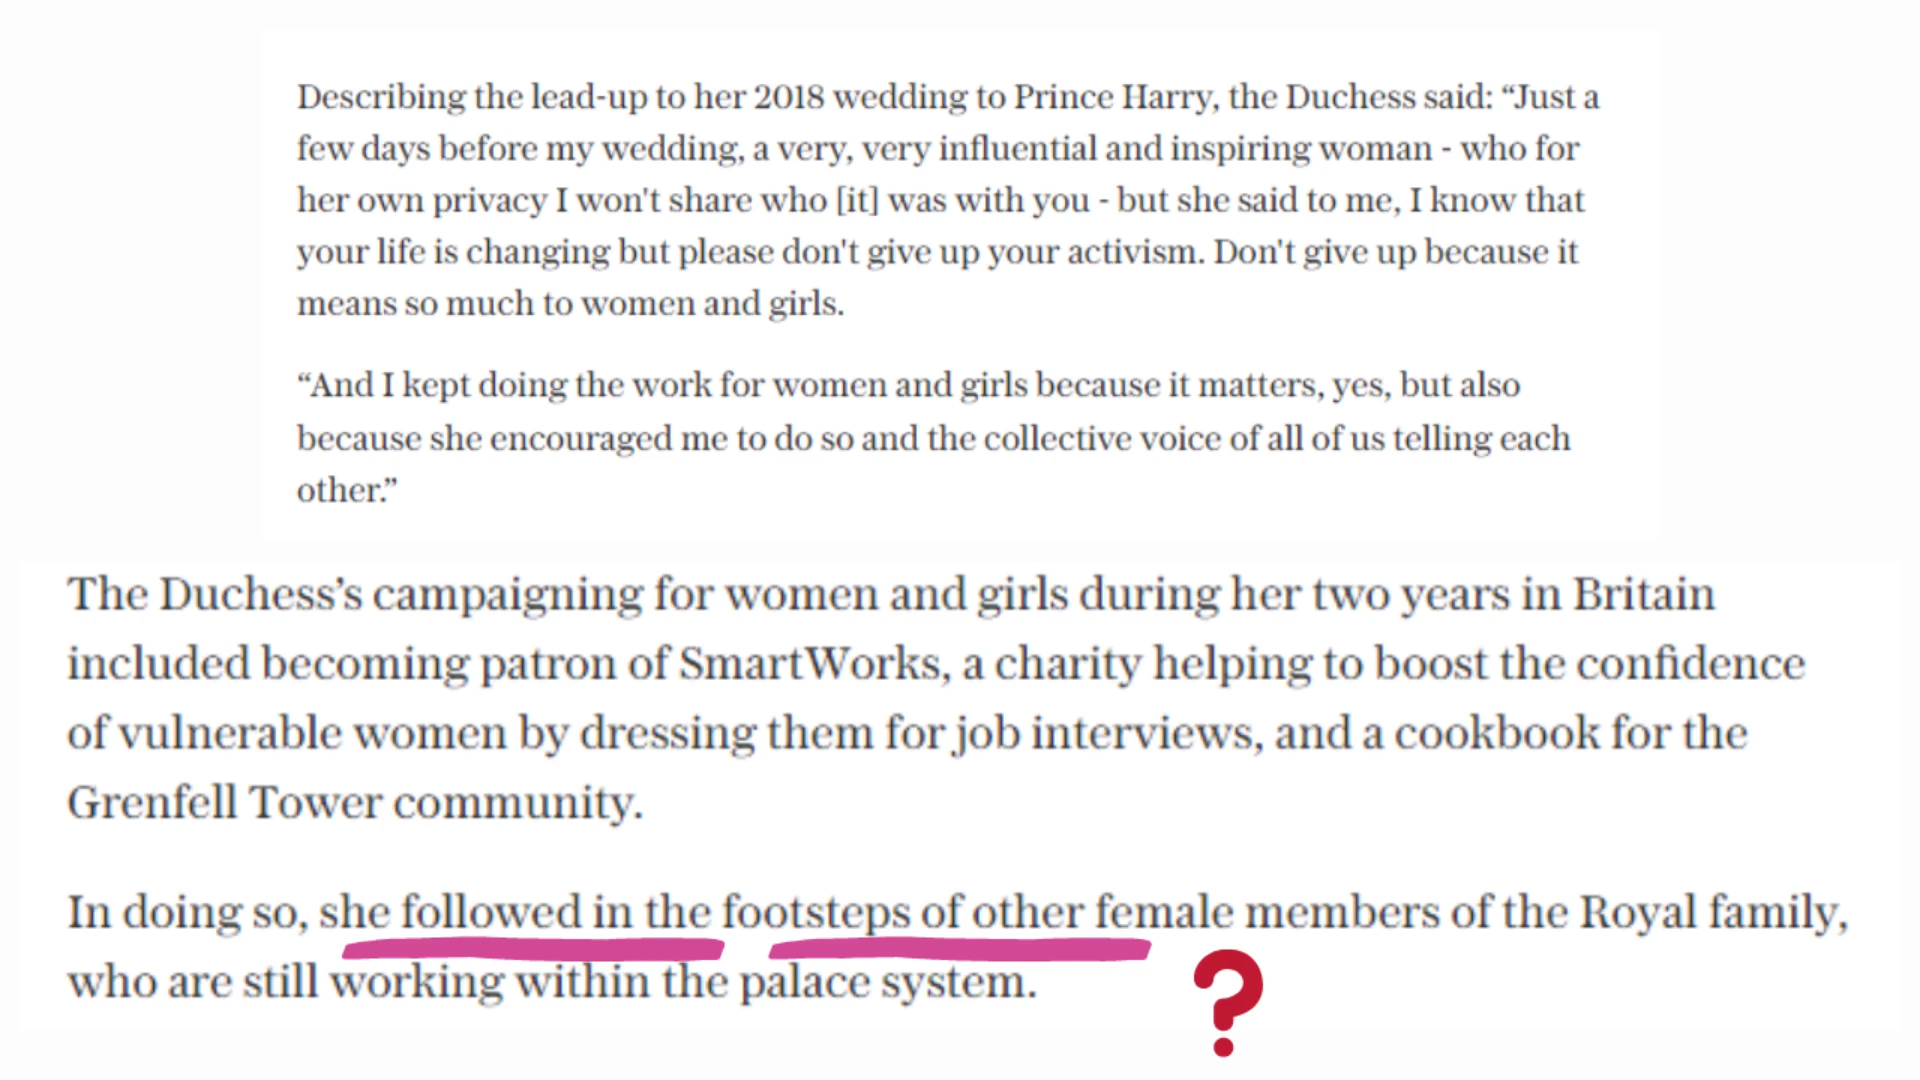 Describing the lead-up to her 2018 wedding to Prince Harry, the Duchess said: “Just a
few days before my wedding, a very, very influential and inspiring woman - who for
her own privacy I won't share who [it] was with you - but she said to me, I know that
your life is changing but please don't give up your activism. Don't give up because it
means so much to women and girls.
“And I kept doing the work for women and girls because it matters, yes, but also
because she encouraged me to do so and the collective voice of all of us telling each
other.”
The Duchess’s campaigning for women and girls during her two years in Britain
included becoming patron of SmartWorks, a charity helping to boost the confidence
of vulnerable women by dressing them for job interviews, and a cookbook for the
Grenfell Tower community.
In doing so, she followed in the footsteps of other female members of the Royal family,
who are still working within the palace system.
?